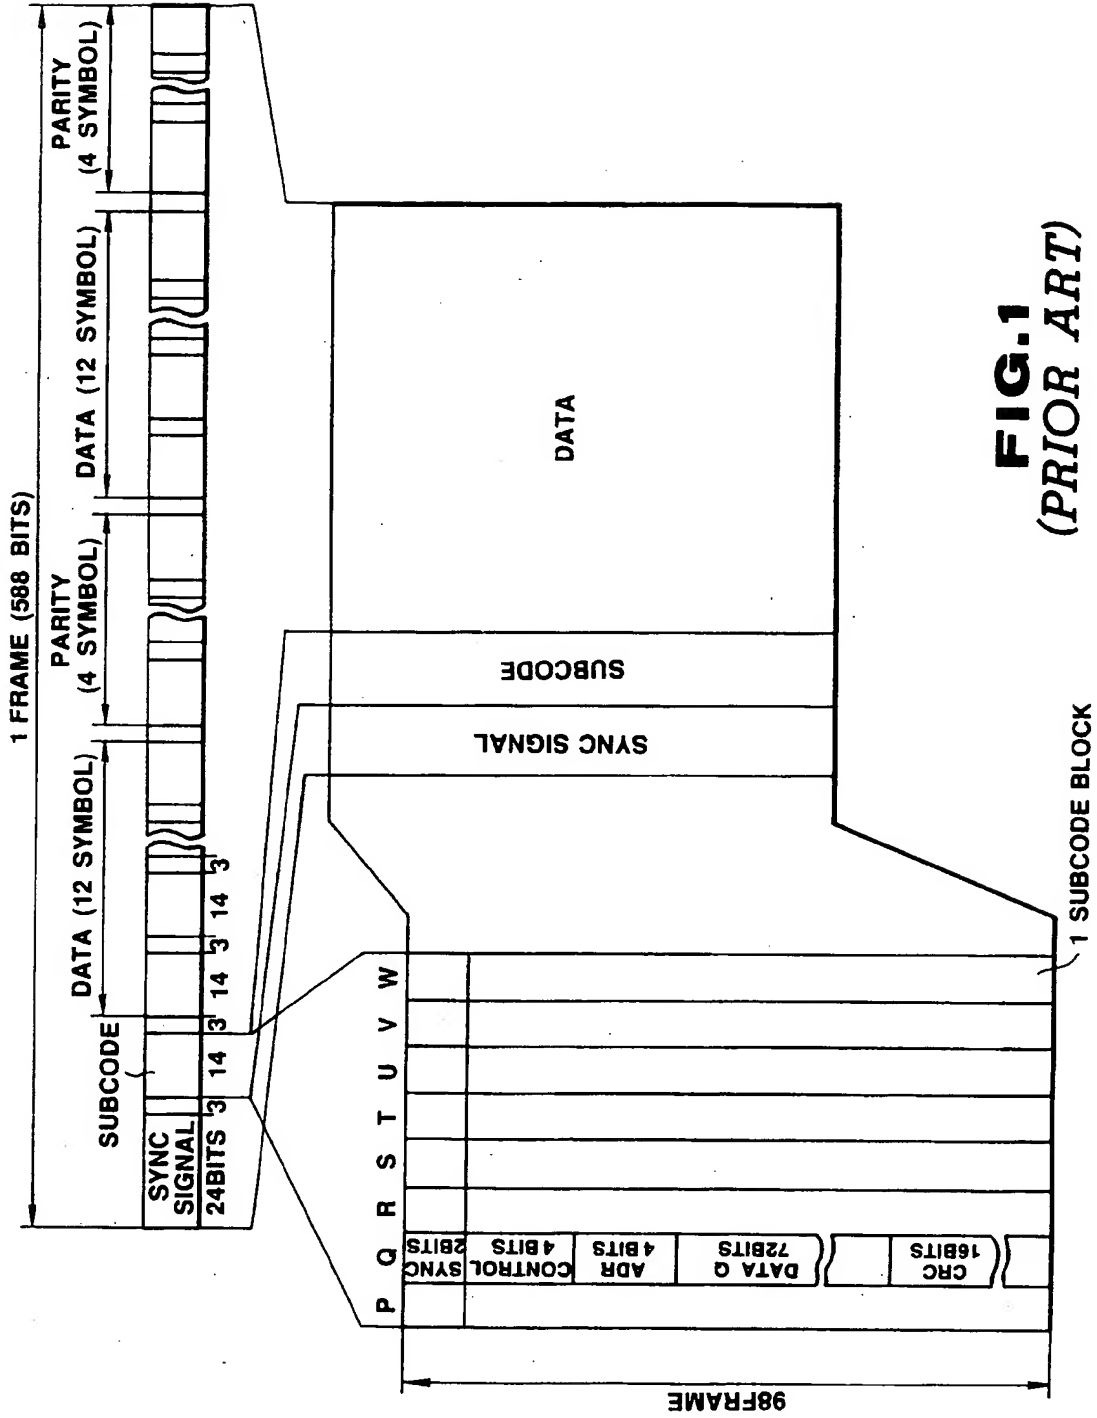 1 FRAME (588 BITS)
SUBCODE
DATA (12 SYMBOL)
PARITY
(4 SYMBOL)
DATA (12 SYMBOL)
PARITY
(4 SYMBOL)
SYNC
SIGNAL
24BITS
3
14
3
14
3
14
3
SYNC SIGNAL
SUBCODE
DATA
P
Q
R
S
T
U
V
W
SYNC
2BITS
CONTROL
4 BITS
ADR
4 BITS
DATA Q
72BITS
CRC
16BITS
98FRAME
1 SUBCODE BLOCK
FIG.1
(PRIOR ART)